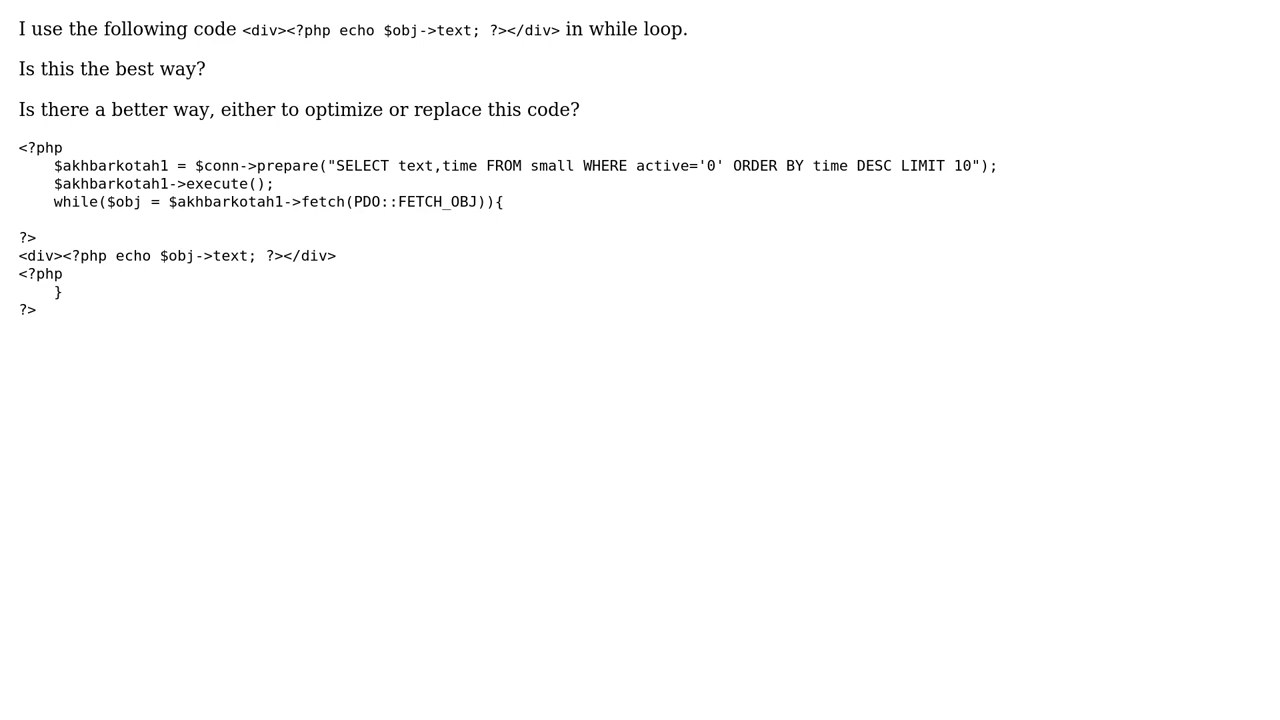 I use the following code <div><?php echo $obj->text; ?></div> in while loop.
Is this the best way?
Is there a better way, either to optimize or replace this code?
<?php
    $akhbarkotah1 = $conn->prepare("SELECT text,time FROM small WHERE active='0' ORDER BY time DESC LIMIT 10");
    $akhbarkotah1->execute();
    while($obj = $akhbarkotah1->fetch(PDO::FETCH_OBJ)){
?>
<div><?php echo $obj->text; ?></div>
<?php
    }
?>